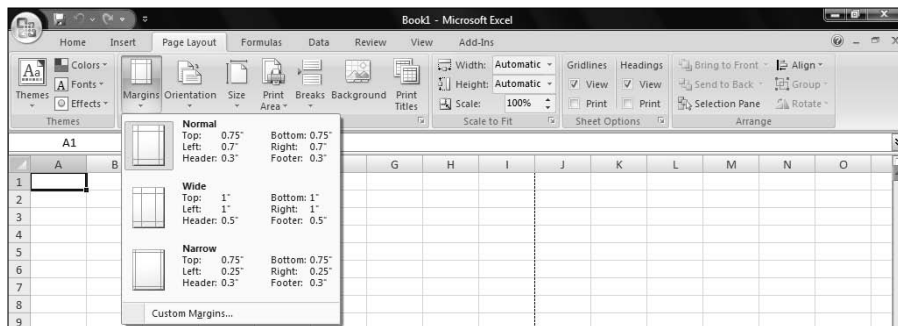 Book1 - Microsoft Excel
Home Insert Page Layout Formulas Data Review View Add-Ins
Colors Width: Automatic Gridlines Headings Bring to Front Align
Aa Fonts Height: Automatic View View Send to Back Group
Themes Effects Margins Orientation Size Print Area Breaks Background Print Titles Scale: 100% Print Print Selection Pane Rotate
Themes Scale to Fit Sheet Options Arrange
A1
Normal
Top: 0.75" Bottom: 0.75"
Left: 0.7" Right: 0.7"
Header: 0.3" Footer: 0.3"
Wide
Top: 1" Bottom: 1"
Left: 1" Right: 1"
Header: 0.5" Footer: 0.5"
Narrow
Top: 0.75" Bottom: 0.75"
Left: 0.25" Right: 0.25"
Header: 0.3" Footer: 0.3"
Custom Margins...
A B G H I J K L M N O
1
2
3
4
5
6
7
8
9